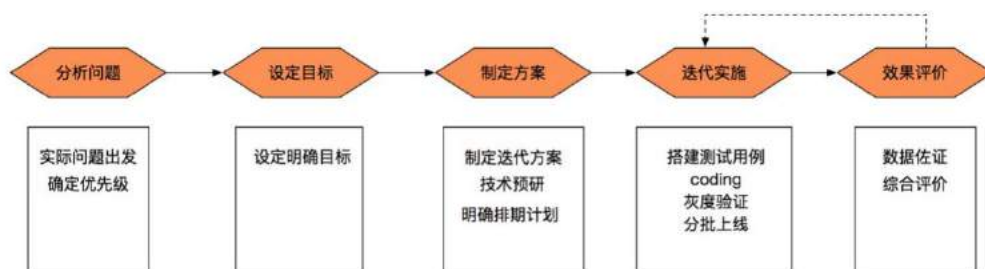 分析问题
设定目标
制定方案
迭代实施
效果评价
实际问题出发
确定优先级
设定明确目标
制定迭代方案
技术预研
明确排期计划
搭建测试用例
coding
灰度验证
分批上线
数据佐证
综合评价